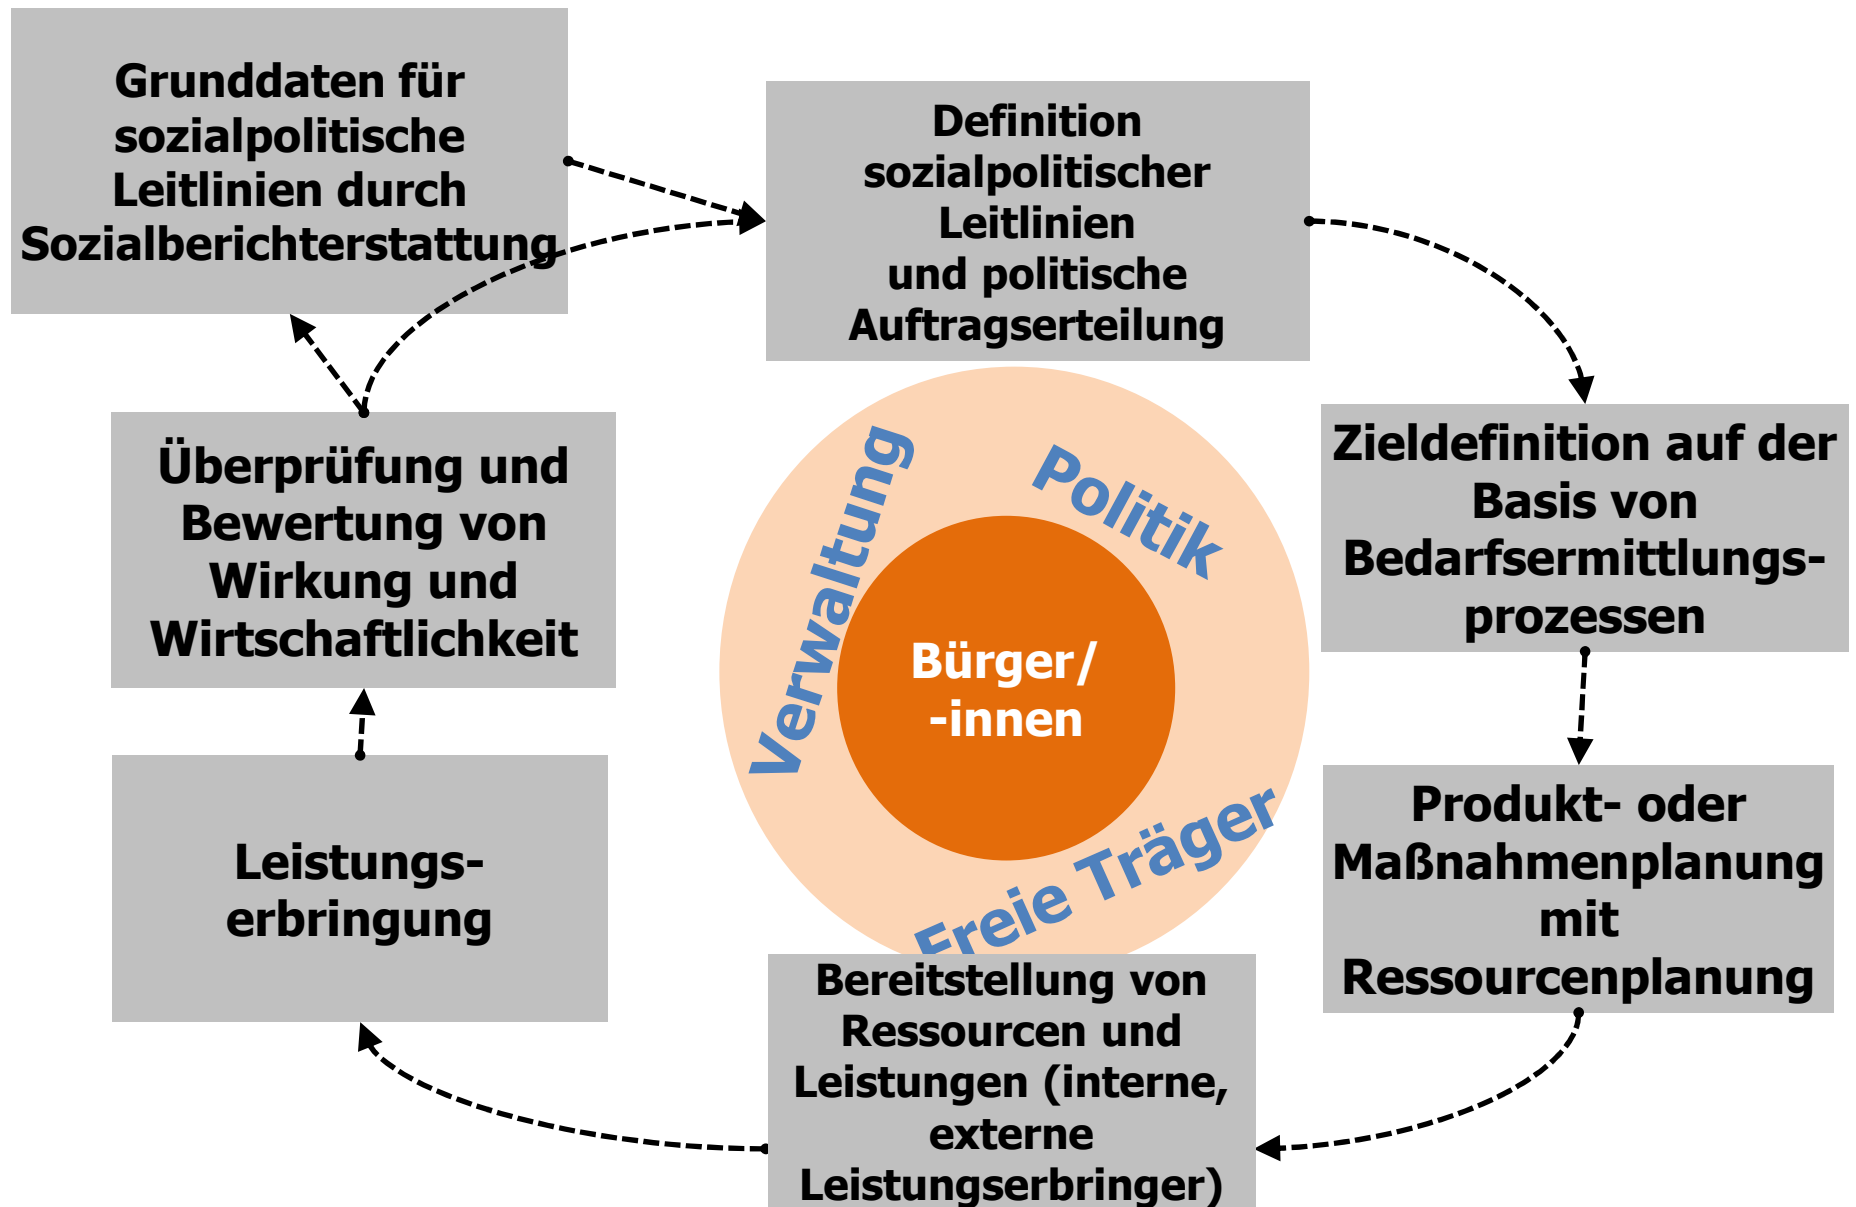 Grunddaten für
sozialpolitische
Leitlinien durch
Sozialberichterstattung
Definition
sozialpolitischer
Leitlinien
und politische
Auftragserteilung
Zieldefinition auf der
Basis von
Bedarfsermittlungs-
prozessen
Produkt- oder
Maßnahmenplanung
mit
Ressourcenplanung
Bereitstellung von
Ressourcen und
Leistungen (interne,
externe
Leistungserbringer)
Leistungs-
erbringung
Überprüfung und
Bewertung von
Wirkung und
Wirtschaftlichkeit
Verwaltung
Politik
Freie Träger
Bürger/
-innen